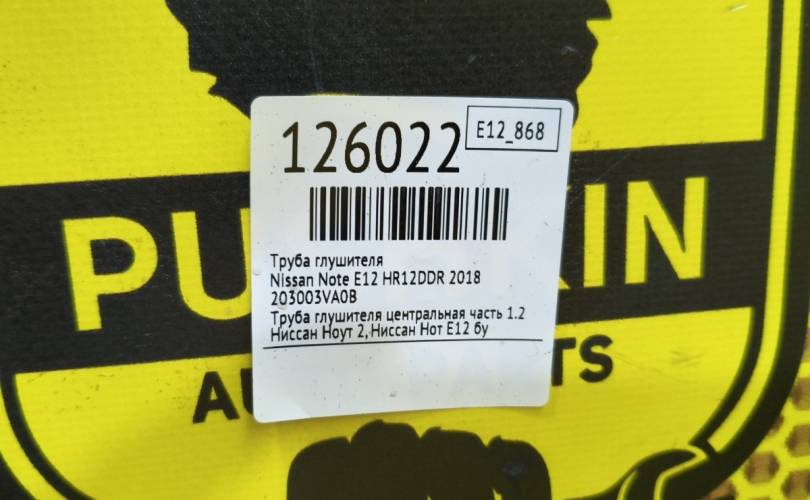 126022
E12_868
Труба глушителя
Nissan Note E12 HR12DDR 2018
203003VA0B
Труба глушителя центральная часть 1.2
Ниссан Ноут 2,Ниссан Нот Е12 бу